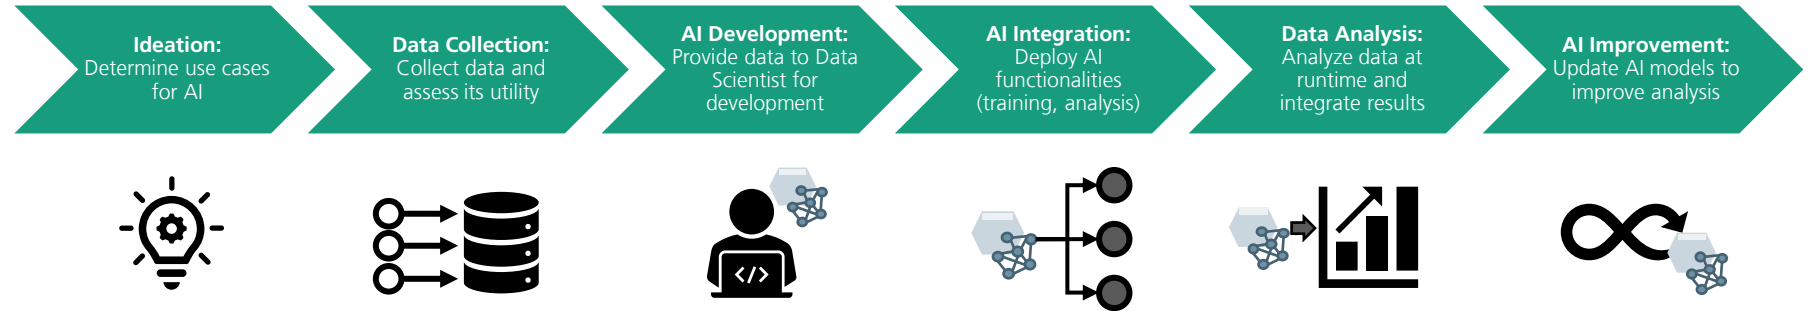 Ideation:
Determine use cases
for AI
Data Collection:
Collect data and
assess its utility
AI Development:
Provide data to Data
Scientist for
development
AI Integration:
Deploy AI
functionalities
(training, analysis)
Data Analysis:
Analyze data at
runtime and
integrate results
AI Improvement:
Update AI models to
improve analysis
</>